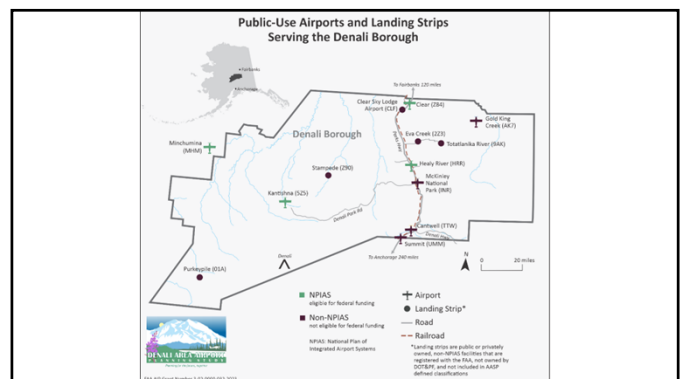 Public-Use Airports and Landing Strips
Serving the Denali Borough
Fairbanks
Anchorage
To Fairbanks 120 miles
Clear Sky Lodge
Airport (CLF)
Clear (Z84)
Gold King
Creek (AK7)
Denali Borough
Eva Creek (2Z3)
Totatlanika River (9AK)
Minchumina
(MHM)
Parks Hwy
Stampede (Z90)
Healy River (HRR)
McKinley
National
Park (INR)
Kantishna (5Z5)
Denali Park Rd
Cantwell (TTW)
Denali Hwy
Summit (UMM)
Denali
To Anchorage 240 miles
Purkeypile (01A)
N
0 20 miles
NPIAS
eligible for federal funding
Non-NPIAS
not eligible for federal funding
NPIAS: National Plan of
Integrated Airport Systems
Airport
Landing Strip*
Road
Railroad
*Landing strips are public or privately
owned, non-NPIAS facilities that are
registered with the FAA, not owned by
DOT&PF, and not included in AASP
defined classifications
DENALI AREA AIRPORTS